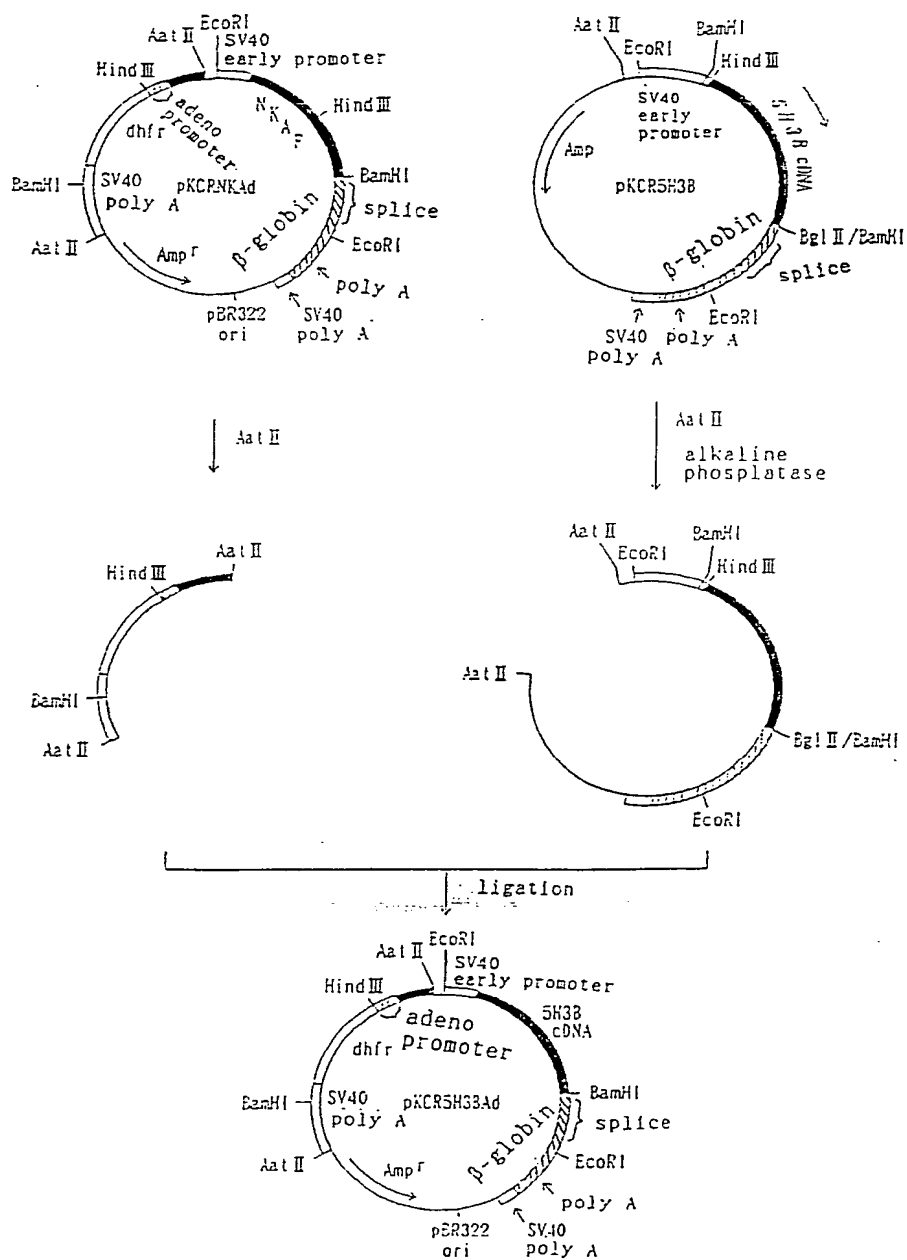 EcoRI
Aat II
SV40
early promoter
Hind III
adeno
promoter
NKAF
Hind III
dhfr
BamHI
SV40
poly A
pKCRNKAd
BamHI
splice
β-globin
Aat II
Amp r
EcoRI
poly A
pBR322
ori
SV40
poly A
Aat II
EcoRI
BamHI
Hind III
SV40
early
promoter
5H3B cDNA
Amp
pKCR5H3B
β-globin
Bgl II/BamHI
splice
EcoRI
SV40
poly A
poly A
Aat II
Aat II
alkaline
phosplatase
Aat II
Hind III
BamHI
Aat II
Aat II
EcoRI
BamHI
Hind III
Aat II
Bgl II/BamHI
EcoRI
ligation
EcoRI
Aat II
SV40
early promoter
Hind III
adeno
promoter
5H3B
cDNA
dhfr
BamHI
SV40
poly A
pKCR5H3BAd
BamHI
splice
β-globin
Aat II
Amp r
EcoRI
poly A
pBR322
ori
SV40
poly A